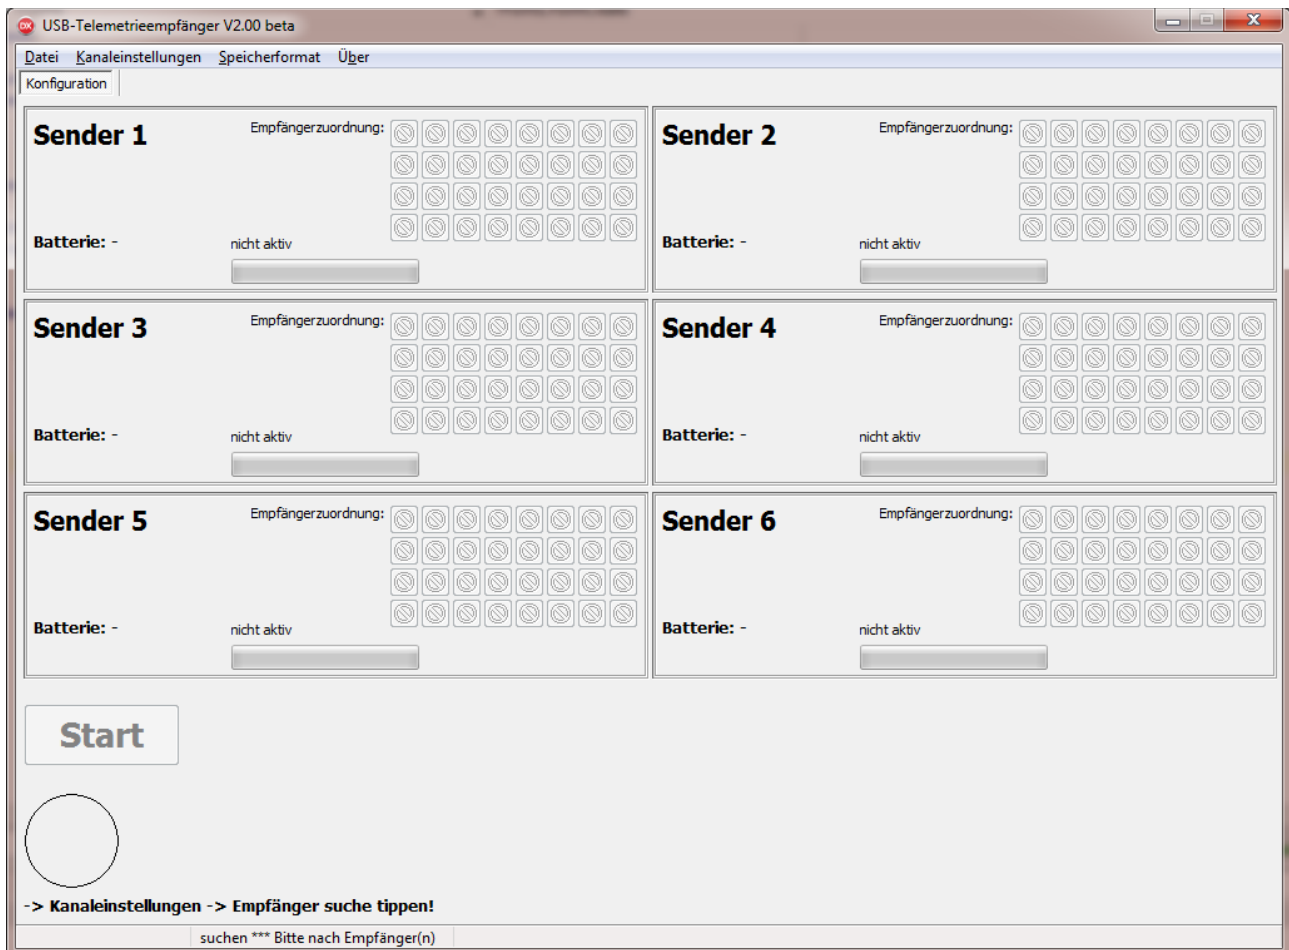 USB-Telemetrieempfänger V2.00 beta
Datei Kanaleinstellungen Speicherformat Über
Konfiguration
Sender 1
Empfängerzuordnung:
Batterie: -
nicht aktiv
Sender 2
Empfängerzuordnung:
Batterie: -
nicht aktiv
Sender 3
Empfängerzuordnung:
Batterie: -
nicht aktiv
Sender 4
Empfängerzuordnung:
Batterie: -
nicht aktiv
Sender 5
Empfängerzuordnung:
Batterie: -
nicht aktiv
Sender 6
Empfängerzuordnung:
Batterie: -
nicht aktiv
Start
-> Kanaleinstellungen -> Empfänger suche tippen!
suchen *** Bitte nach Empfänger(n)